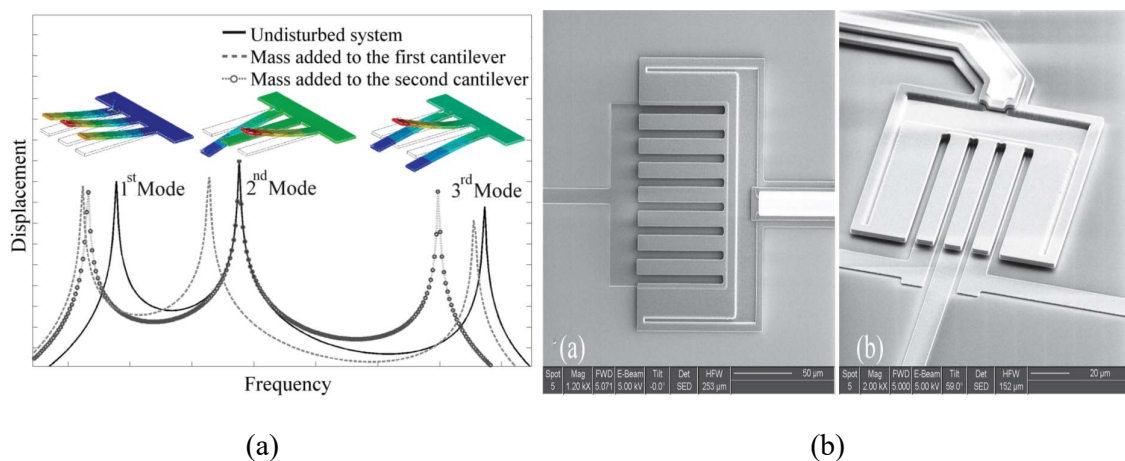 Undisturbed system
Mass added to the first cantilever
Mass added to the second cantilever
1st Mode
2nd Mode
3rd Mode
Displacement
Frequency
(a)
Spot Mag FWD E-Beam Tilt Det HFW
5 1.20 kX 5.071 5.00 kV -0.0° SED 253 µm
50 µm
(b)
Spot Mag FWD E-Beam Tilt Det HFW
5 2.00 kX 5.000 5.00 kV 59.0° SED 152 µm
20 µm
(a)
(b)